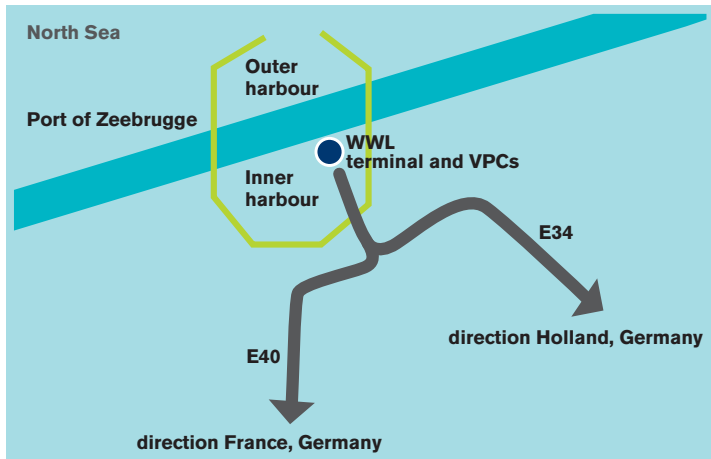 North Sea
Outer
harbour
Port of Zeebrugge
WWL
terminal and VPCs
Inner
harbour
E34
direction Holland, Germany
E40
direction France, Germany